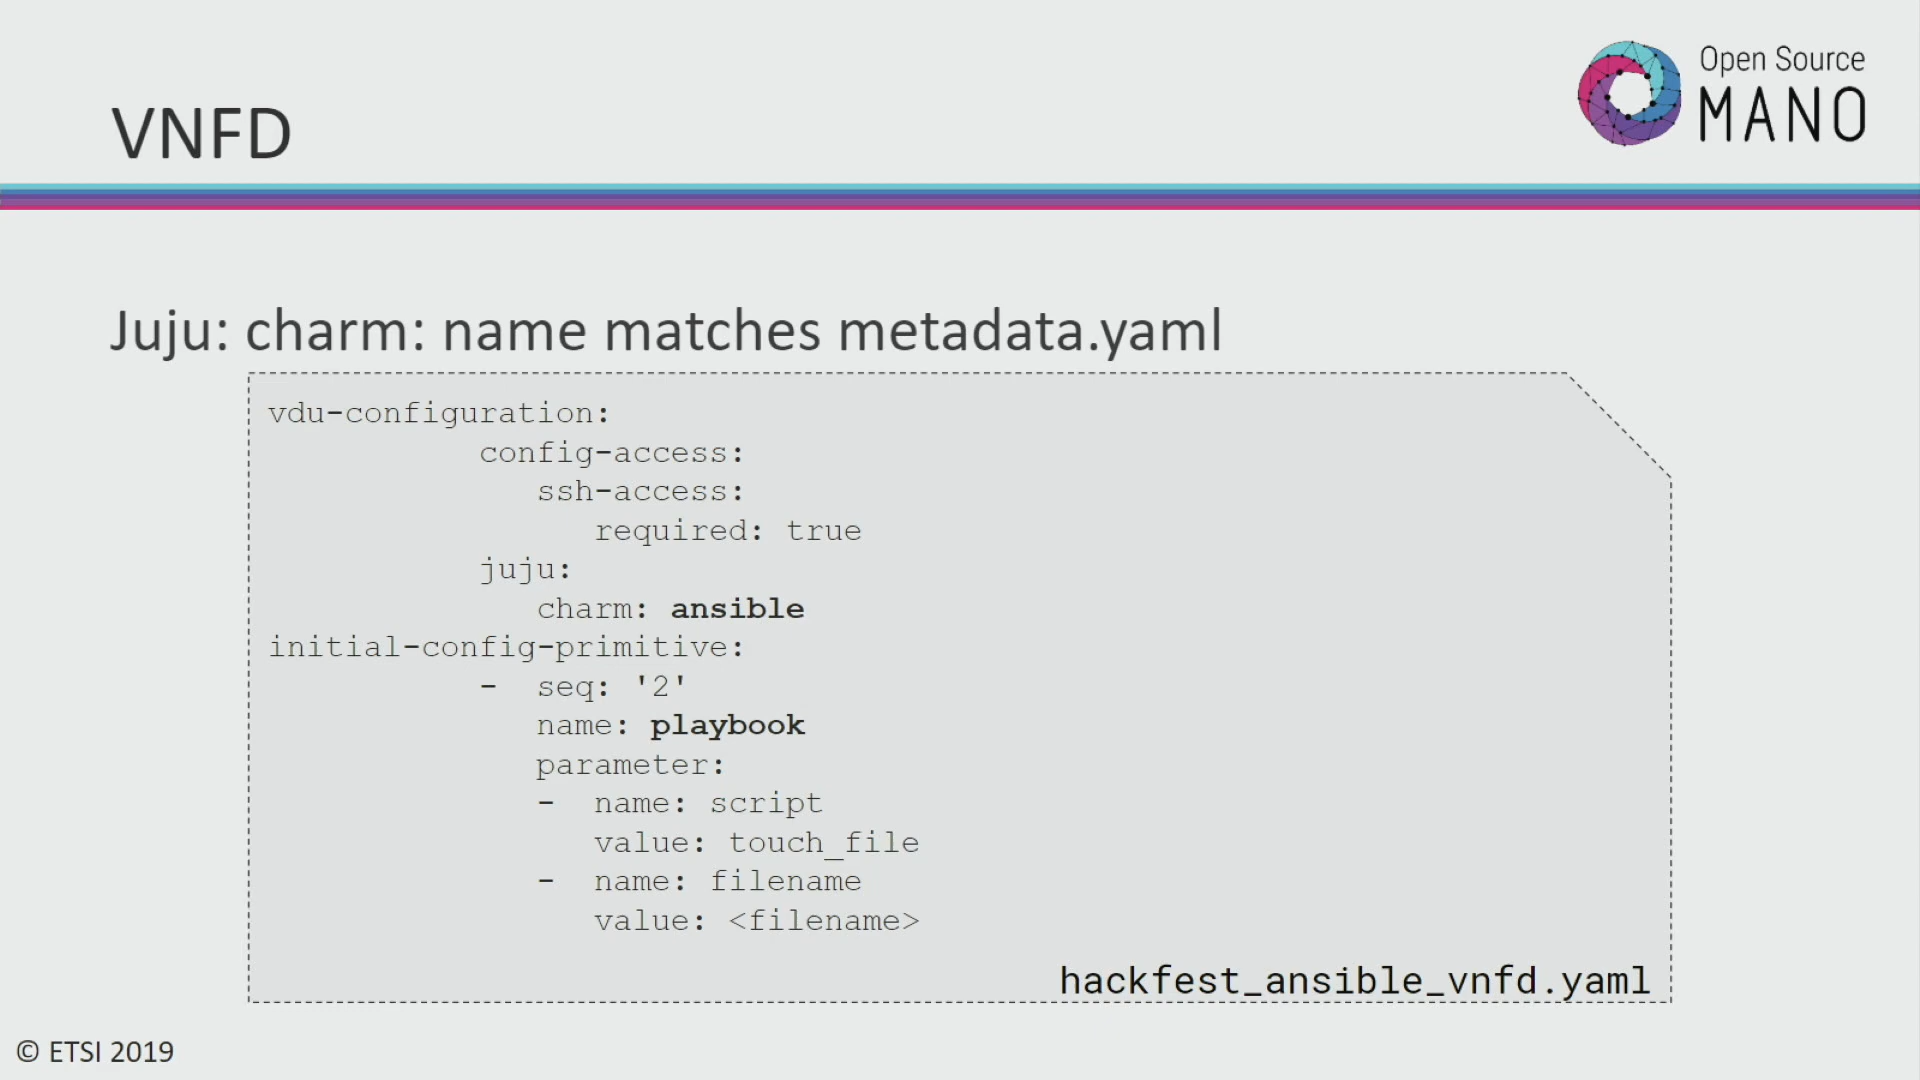 Open Source
MANO
VNFD
Juju: charm: name matches metadata.yaml
vdu-configuration:
           config-access:
              ssh-access:
                 required: true
           juju:
              charm: ansible
initial-config-primitive:
           -  seq: '2'
              name: playbook
              parameter:
              -  name: script
                 value: touch_file
              -  name: filename
                 value: <filename>
hackfest_ansible_vnfd.yaml
© ETSI 2019